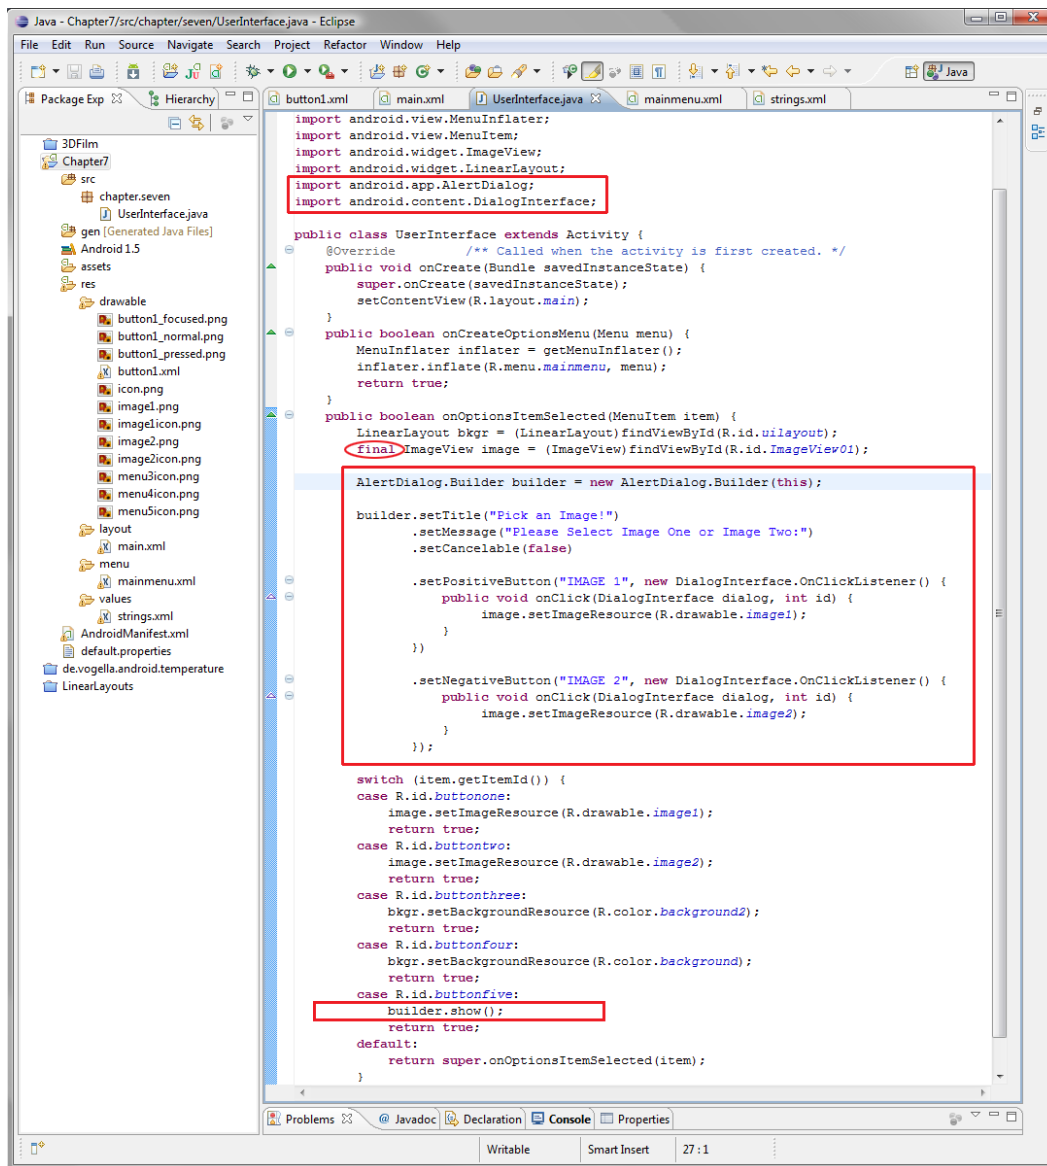 Java - Chapter7/src/chapter/seven/UserInterface.java - Eclipse
File Edit Run Source Navigate Search Project Refactor Window Help
Java
Package Exp Hierarchy
button1.xml main.xml UserInterface.java mainmenu.xml strings.xml
3DFilm
Chapter7
src
chapter.seven
UserInterface.java
gen [Generated Java Files]
Android 1.5
assets
res
drawable
button1_focused.png
button1_normal.png
button1_pressed.png
button1.xml
icon.png
image1.png
image1icon.png
image2.png
image2icon.png
menu3icon.png
menu4icon.png
menu5icon.png
layout
main.xml
menu
mainmenu.xml
values
strings.xml
AndroidManifest.xml
default.properties
de.vogella.android.temperature
LinearLayouts
import android.view.MenuInflater;
import android.view.MenuItem;
import android.widget.ImageView;
import android.widget.LinearLayout;
import android.app.AlertDialog;
import android.content.DialogInterface;
public class UserInterface extends Activity {
@Override /** Called when the activity is first created. */
public void onCreate(Bundle savedInstanceState) {
super.onCreate(savedInstanceState);
setContentView(R.layout.main);
}
public boolean onCreateOptionsMenu(Menu menu) {
MenuInflater inflater = getMenuInflater();
inflater.inflate(R.menu.mainmenu, menu);
return true;
}
public boolean onOptionsItemSelected(MenuItem item) {
LinearLayout bkgr = (LinearLayout)findViewById(R.id.uilayout);
final ImageView image = (ImageView)findViewById(R.id.ImageView01);
AlertDialog.Builder builder = new AlertDialog.Builder(this);
builder.setTitle("Pick an Image!")
.setMessage("Please Select Image One or Image Two:")
.setCancelable(false)
.setPositiveButton("IMAGE 1", new DialogInterface.OnClickListener() {
public void onClick(DialogInterface dialog, int id) {
image.setImageResource(R.drawable.image1);
}
})
.setNegativeButton("IMAGE 2", new DialogInterface.OnClickListener() {
public void onClick(DialogInterface dialog, int id) {
image.setImageResource(R.drawable.image2);
}
});
switch (item.getItemId()) {
case R.id.buttonone:
image.setImageResource(R.drawable.image1);
return true;
case R.id.buttontwo:
image.setImageResource(R.drawable.image2);
return true;
case R.id.buttonthree:
bkgr.setBackgroundResource(R.color.background2);
return true;
case R.id.buttonfour:
bkgr.setBackgroundResource(R.color.background);
return true;
case R.id.buttonfive:
builder.show();
return true;
default:
return super.onOptionsItemSelected(item);
}
Problems @ Javadoc Declaration Console Properties
Writable Smart Insert 27 : 1